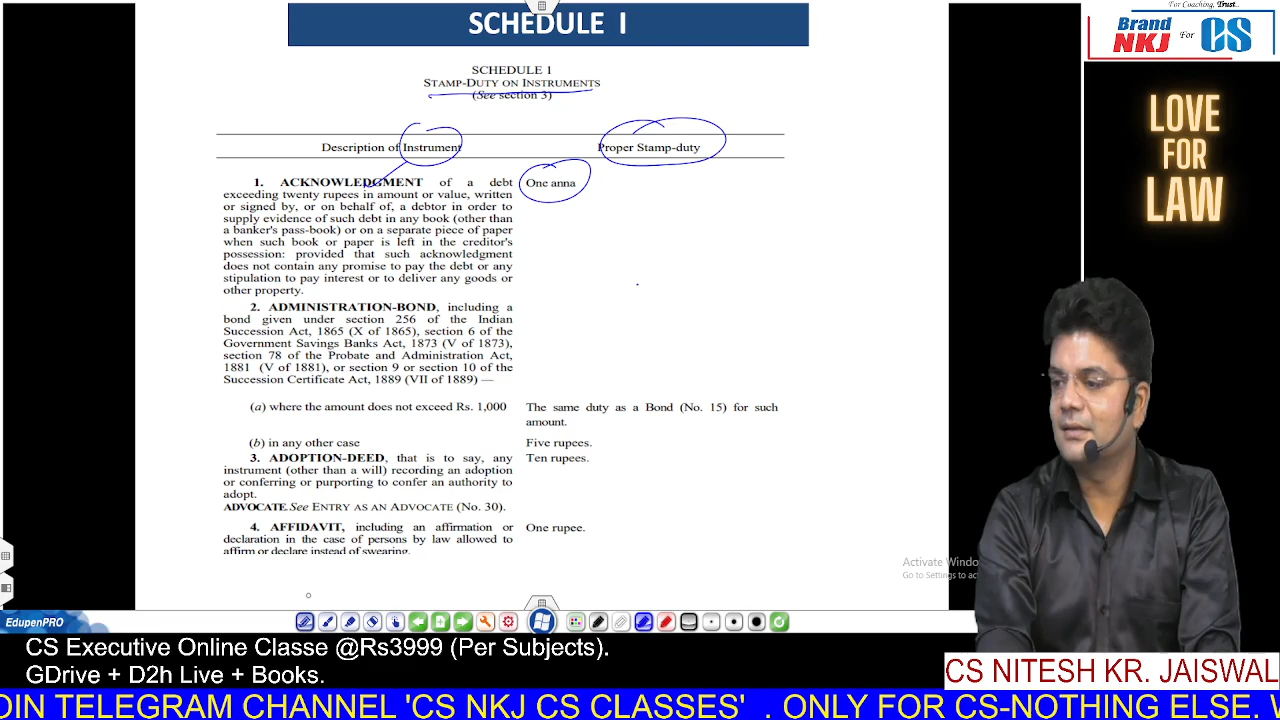 SCHEDULE I
For Coaching, Trust..
Brand
NKJ
For
CS
SCHEDULE 1
STAMP-DUTY ON INSTRUMENTS
(See section 3)
Description of Instrument
Proper Stamp-duty
1. ACKNOWLEDGMENT of a debt
exceeding twenty rupees in amount or value, written
or signed by, or on behalf of, a debtor in order to
supply evidence of such debt in any book (other than
a banker's pass-book) or on a separate piece of paper
when such book or paper is left in the creditor's
possession: provided that such acknowledgment
does not contain any promise to pay the debt or any
stipulation to pay interest or to deliver any goods or
other property.
One anna
2. ADMINISTRATION-BOND, including a
bond given under section 256 of the Indian
Succession Act, 1865 (X of 1865), section 6 of the
Government Savings Banks Act, 1873 (V of 1873),
section 78 of the Probate and Administration Act,
1881 (V of 1881), or section 9 or section 10 of the
Succession Certificate Act, 1889 (VII of 1889) —
(a) where the amount does not exceed Rs. 1,000
The same duty as a Bond (No. 15) for such
amount.
(b) in any other case
Five rupees.
3. ADOPTION-DEED, that is to say, any
instrument (other than a will) recording an adoption
or conferring or purporting to confer an authority to
adopt.
Ten rupees.
ADVOCATE.See ENTRY AS AN ADVOCATE (No. 30).
4. AFFIDAVIT, including an affirmation or
declaration in the case of persons by law allowed to
affirm or declare instead of swearing.
One rupee.
LOVE
FOR
LAW
Activate Windo
Go to Settings to ac
EdupenPRO
CS Executive Online Classe @Rs3999 (Per Subjects).
GDrive + D2h Live + Books.
CS NITESH KR. JAISWAL
OIN TELEGRAM CHANNEL 'CS NKJ CS CLASSES' . ONLY FOR CS-NOTHING ELSE. W